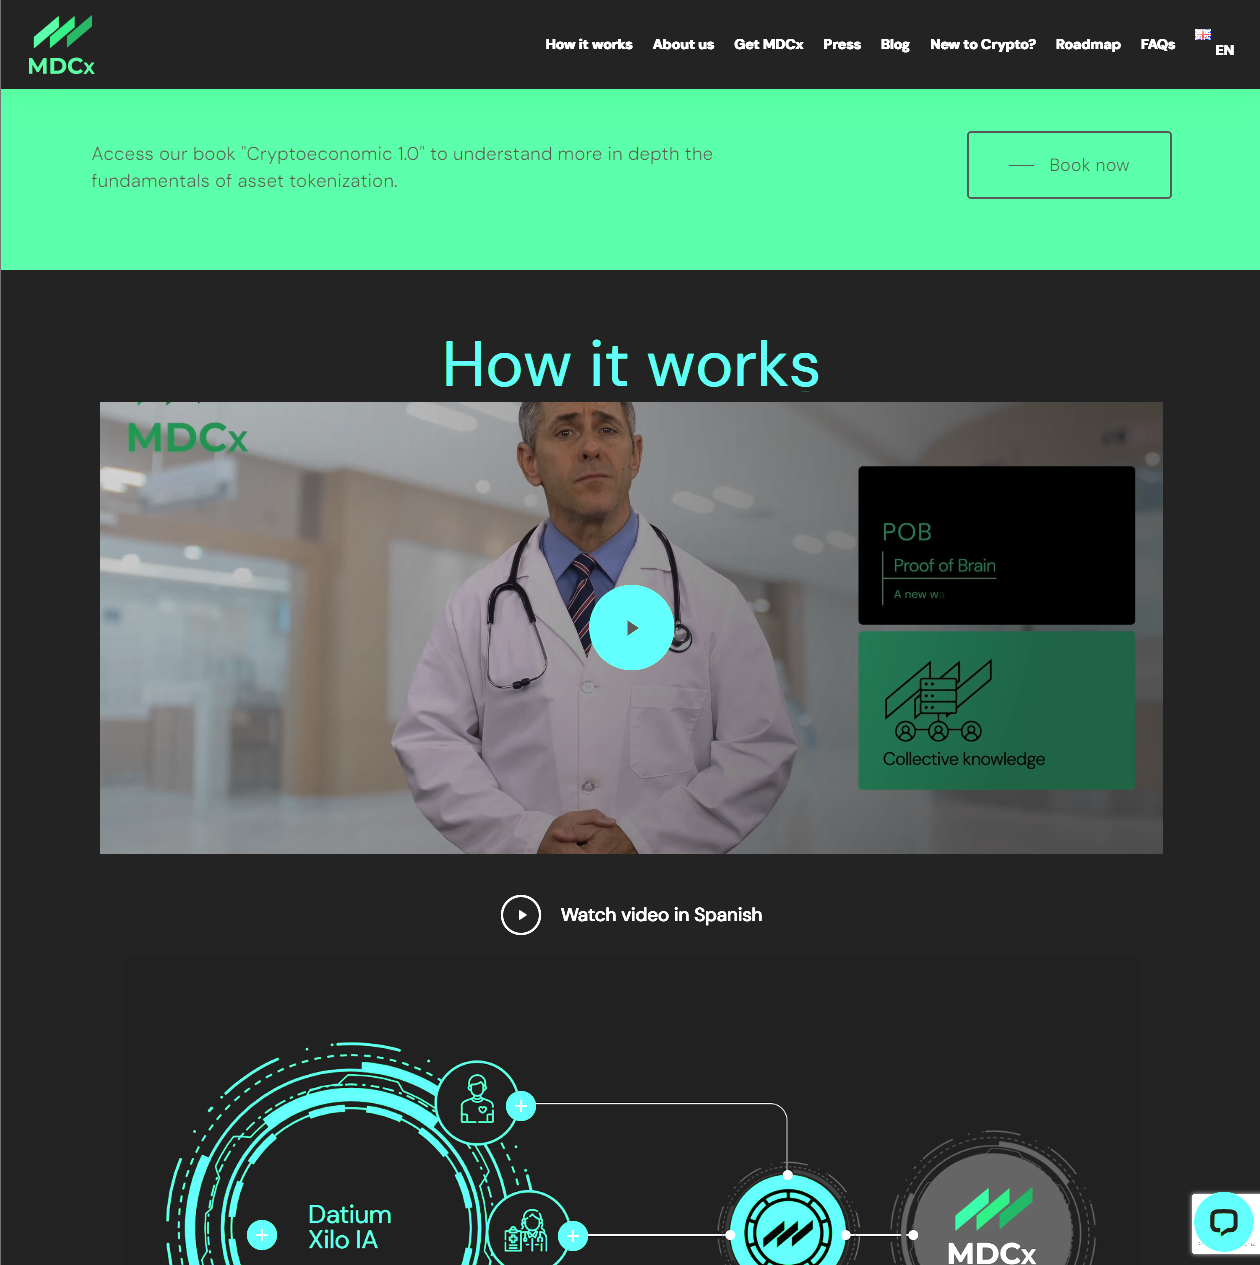 MDCx
How it works
About us
Get MDCx
Press
Blog
New to Crypto?
Roadmap
FAQs
EN
Access our book "Cryptoeconomic 1.0" to understand more in depth the
fundamentals of asset tokenization.
Book now
How it works
MDCx
POB
Proof of Brain
A new w
Collective knowledge
Watch video in Spanish
Datium
Xilo IA
MDCx